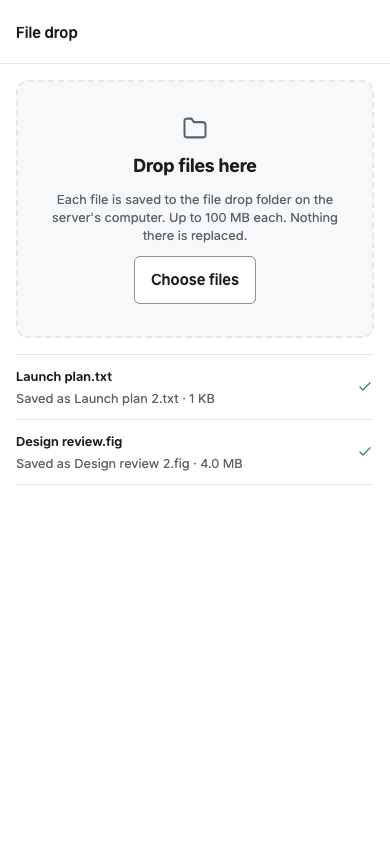 File drop
Drop files here
Each file is saved to the file drop folder on the
server's computer. Up to 100 MB each. Nothing
there is replaced.
Choose files
Launch plan.txt
Saved as Launch plan 2.txt · 1 KB
Design review.fig
Saved as Design review 2.fig · 4.0 MB